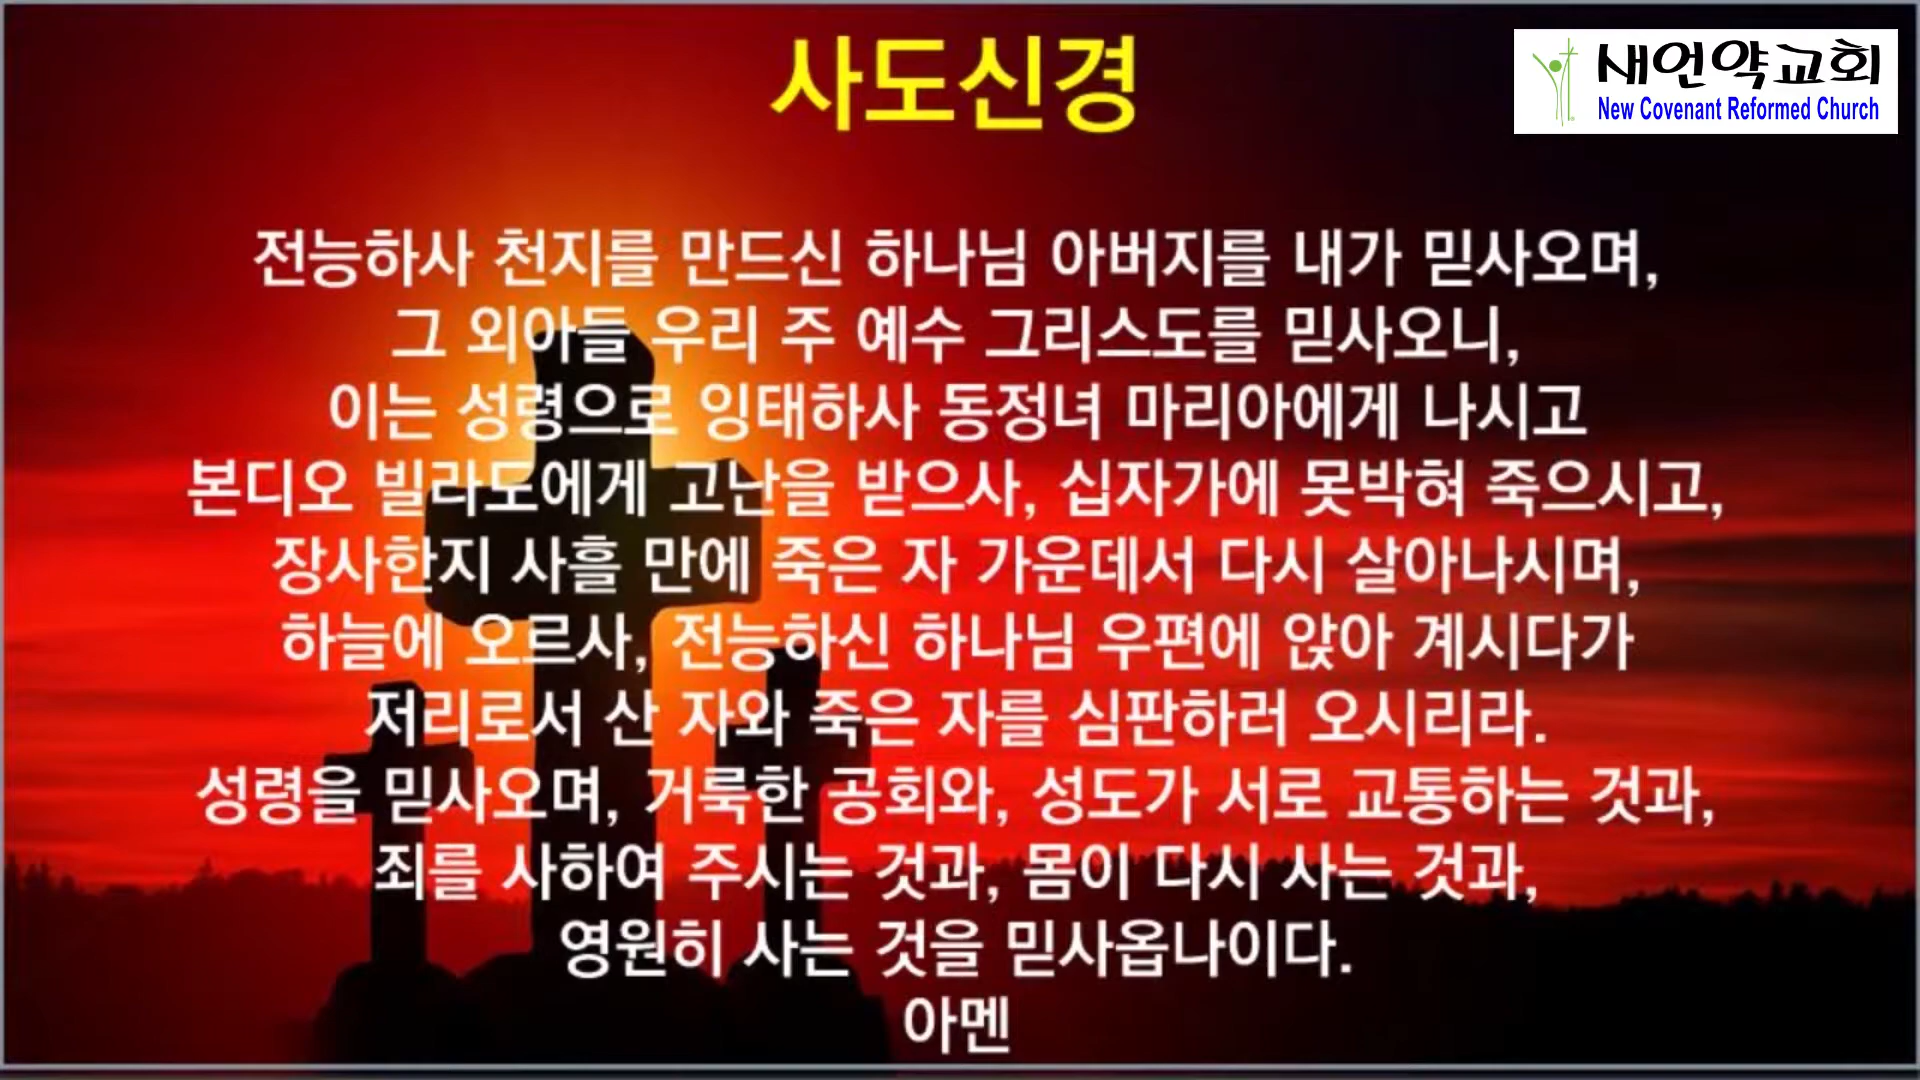 사도신경
새언약교회
New Covenant Reformed Church
전능하사 천지를 만드신 하나님 아버지를 내가 믿사오며,
그 외아들 우리 주 예수 그리스도를 믿사오니,
이는 성령으로 잉태하사 동정녀 마리아에게 나시고
본디오 빌라도에게 고난을 받으사, 십자가에 못박혀 죽으시고,
장사한지 사흘 만에 죽은 자 가운데서 다시 살아나시며,
하늘에 오르사, 전능하신 하나님 우편에 앉아 계시다가
저리로서 산 자와 죽은 자를 심판하러 오시리라.
성령을 믿사오며, 거룩한 공회와, 성도가 서로 교통하는 것과,
죄를 사하여 주시는 것과, 몸이 다시 사는 것과,
영원히 사는 것을 믿사옵나이다.
아멘